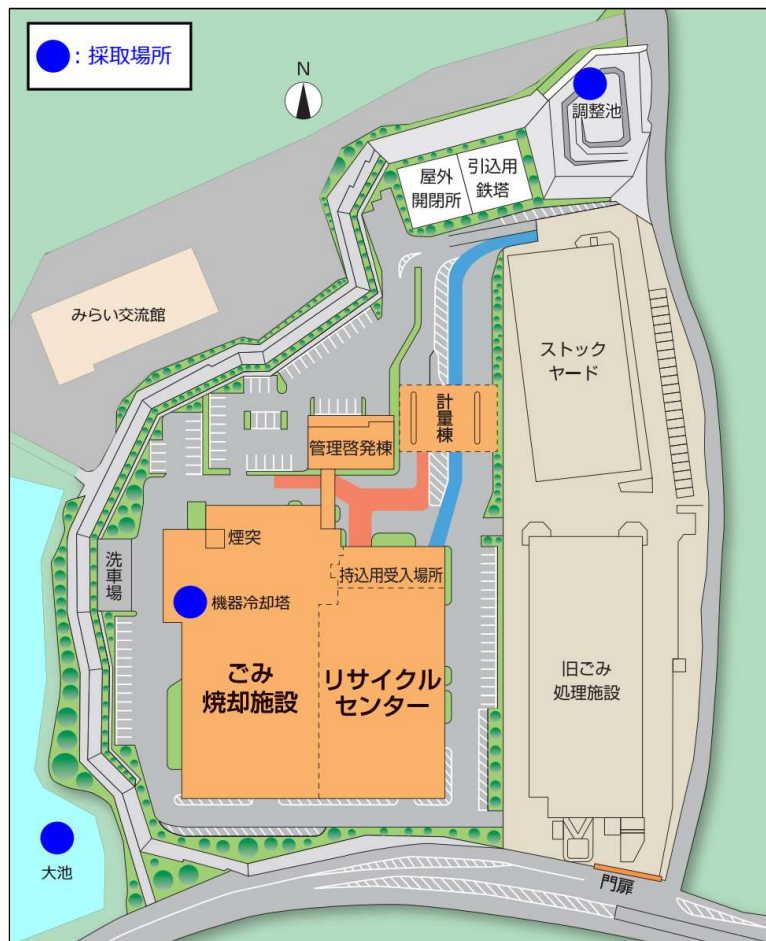 ：採取場所
N
調整池
屋外
開閉所
引込用
鉄塔
みらい交流館
ストック
ヤード
計量棟
管理啓発棟
煙突
洗車場
持込用受入場所
機器冷却塔
ごみ
焼却施設
リサイクル
センター
旧ごみ
処理施設
大池
門扉